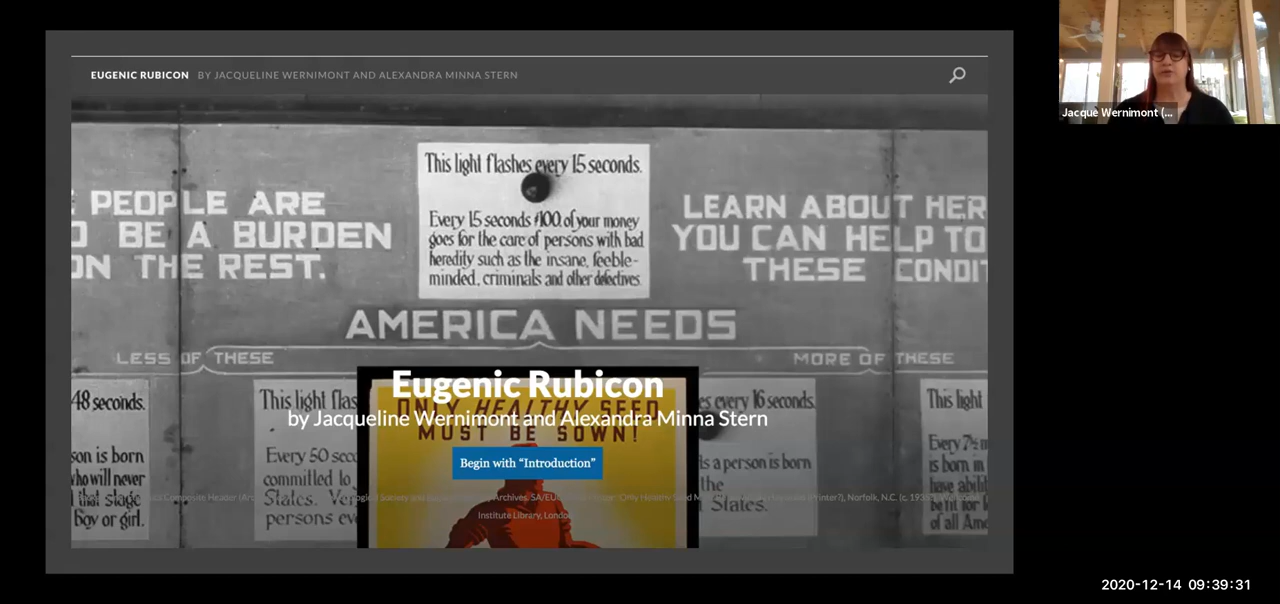 EUGENIC RUBICON BY JACQUELINE WERNIMONT AND ALEXANDRA MINNA STERN
Jacque Wernimont (...
PEOPLE ARE
BE A BURDEN
ON THE REST.
This light flashes every 15 seconds.
Every 15 seconds $100 of your money
goes for the care of persons with bad
heredity such as the insane, feeble-
minded, criminals and other defectives.
LEARN ABOUT HER
YOU CAN HELP TO
THESE CONDIT
AMERICA NEEDS
LESS OF THESE
MORE OF THESE
48 seconds.
son is born
who will never
that stage
boy or girl.
This light flas
Every 50 sec
committed to
States.
persons ev
Eugenic Rubicon
by Jacqueline Wernimont and Alexandra Minna Stern
ONLY HEALTHY SEED
MUST BE SOWN!
Begin with “Introduction”
es every 16 seconds.
is a person is born
the
States.
This light
Every 7½ m
is born in
have abili
be fit for
of all Ame
Composite Header
Archives. SA/EU
Norfolk, N.C. (c. 
Institute Library, London
2020-12-14 09:39:31